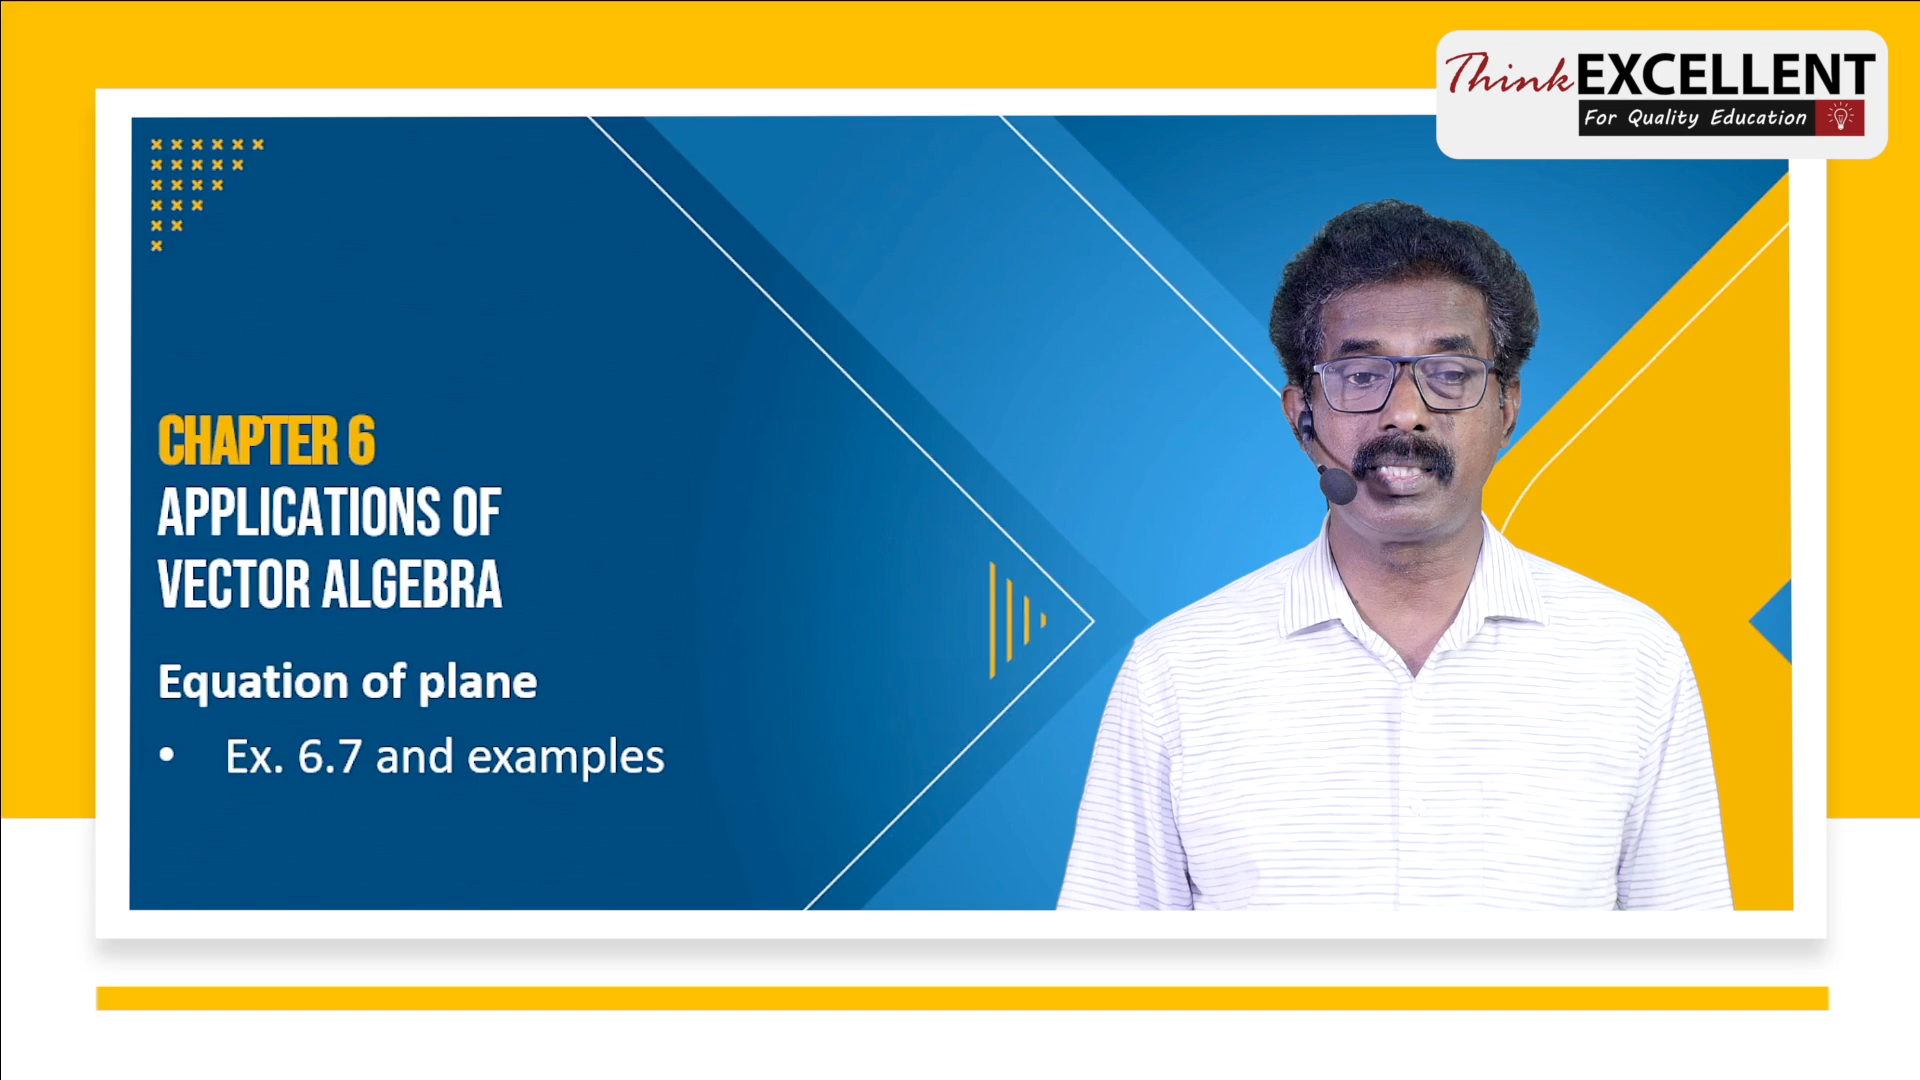 Think EXCELLENT
For Quality Education
CHAPTER 6
APPLICATIONS OF
VECTOR ALGEBRA
Equation of plane
• Ex. 6.7 and examples